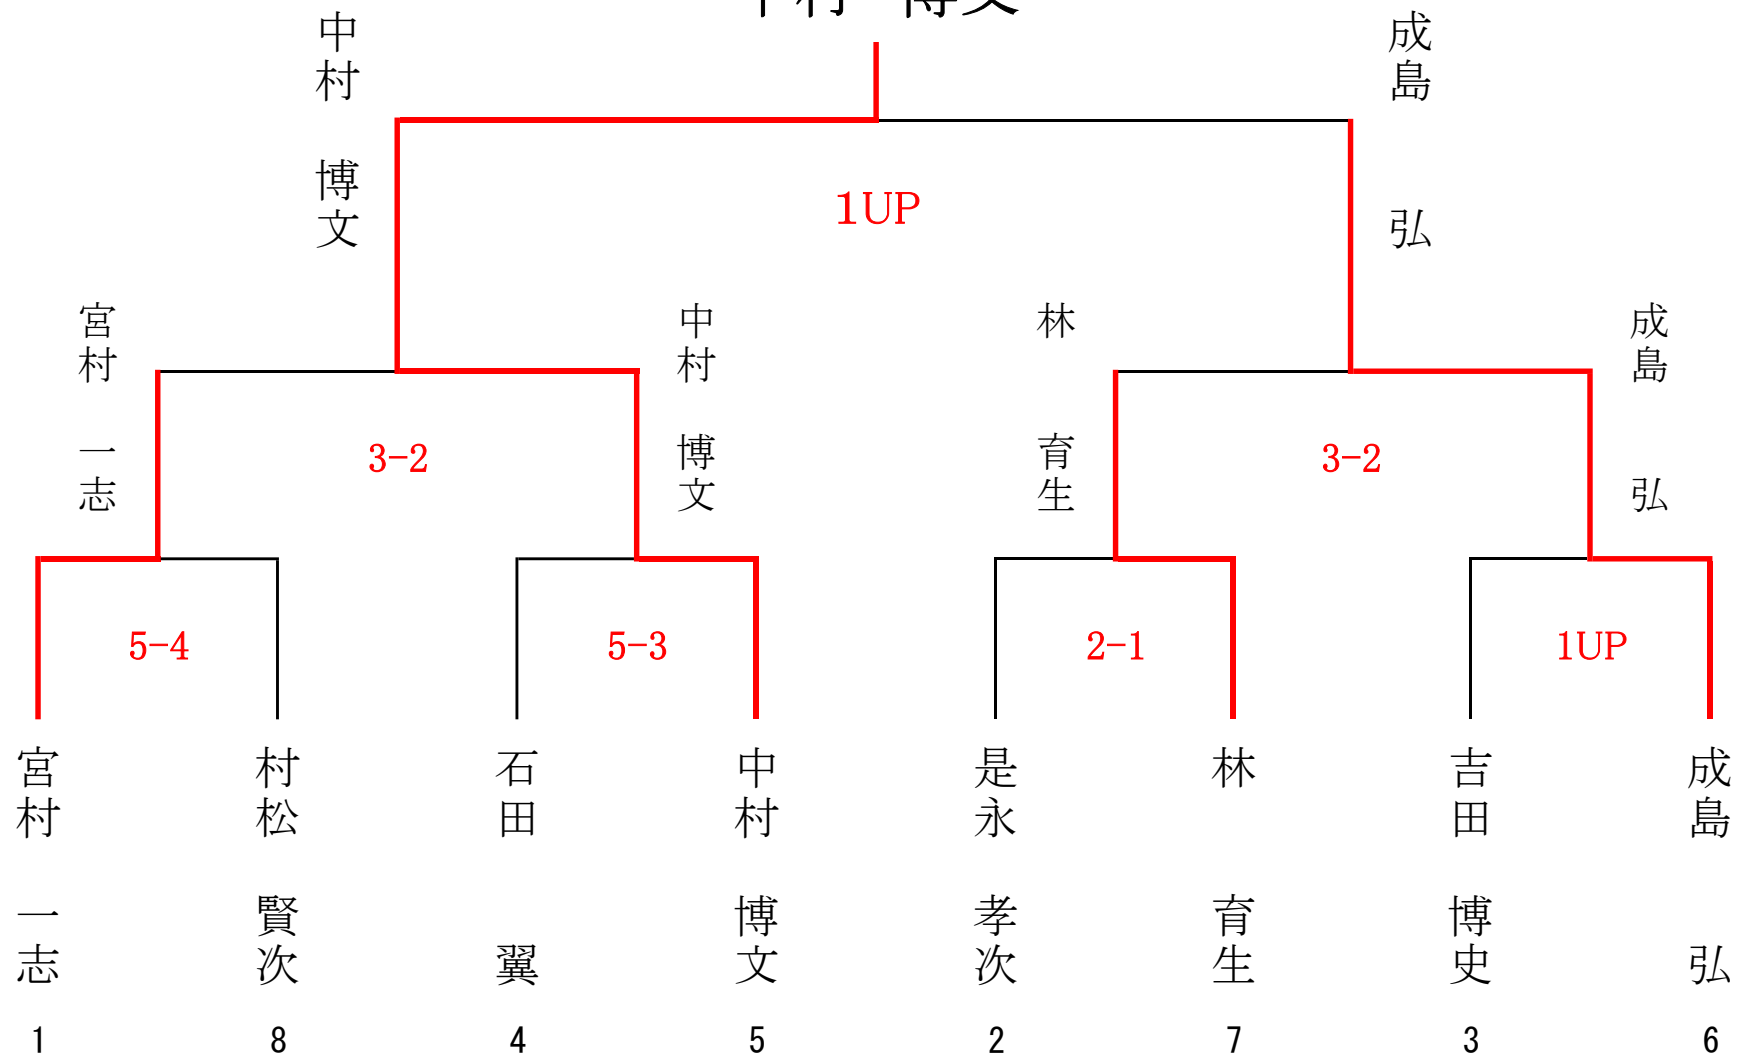 中村 博文
中村 博文
成島 弘
1UP
宮村 一志
中村 博文
林 育生
成島 弘
3-2
3-2
5-4
5-3
2-1
1UP
宮村 一志
村松 賢次
石田 翼
中村 博文
是永 孝次
林 育生
吉田 博史
成島 弘
1
8
4
5
2
7
3
6